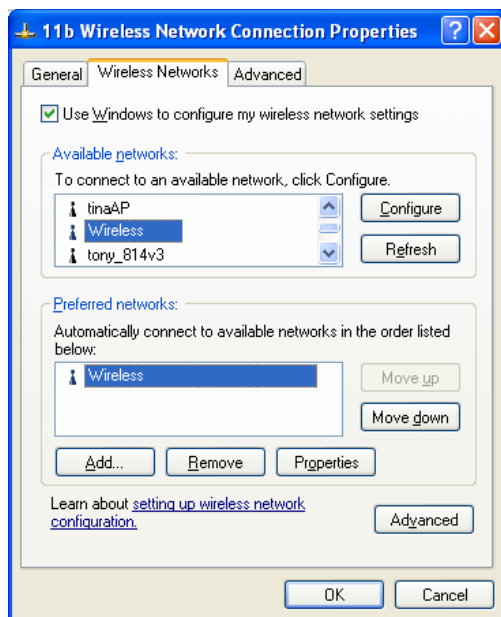 11b Wireless Network Connection Properties
General Wireless Networks Advanced
Use Windows to configure my wireless network settings
Available networks:
To connect to an available network, click Configure.
tinaAP
Configure
Wireless
tony_814v3
Refresh
Preferred networks:
Automatically connect to available networks in the order listed
below:
Wireless
Move up
Move down
Add... Remove Properties
Learn about setting up wireless network
configuration.
Advanced
OK Cancel